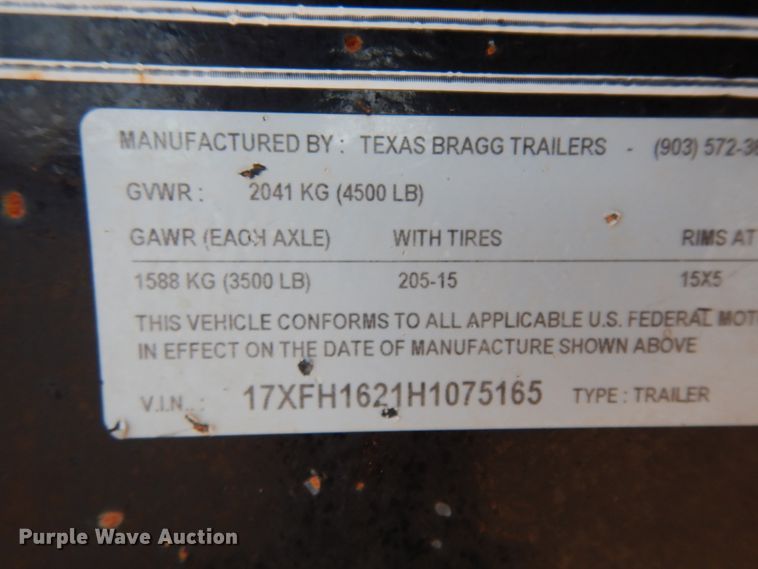 MANUFACTURED BY : TEXAS BRAGG TRAILERS - (903) 572-3
GVWR : 2041 KG (4500 LB)
GAWR (EACH AXLE) WITH TIRES RIMS AT
1588 KG (3500 LB) 205-15 15X5
THIS VEHICLE CONFORMS TO ALL APPLICABLE U.S. FEDERAL MOT
IN EFFECT ON THE DATE OF MANUFACTURE SHOWN ABOVE
V.I.N. : 17XFH1621H1075165 TYPE : TRAILER
Purple Wave Auction